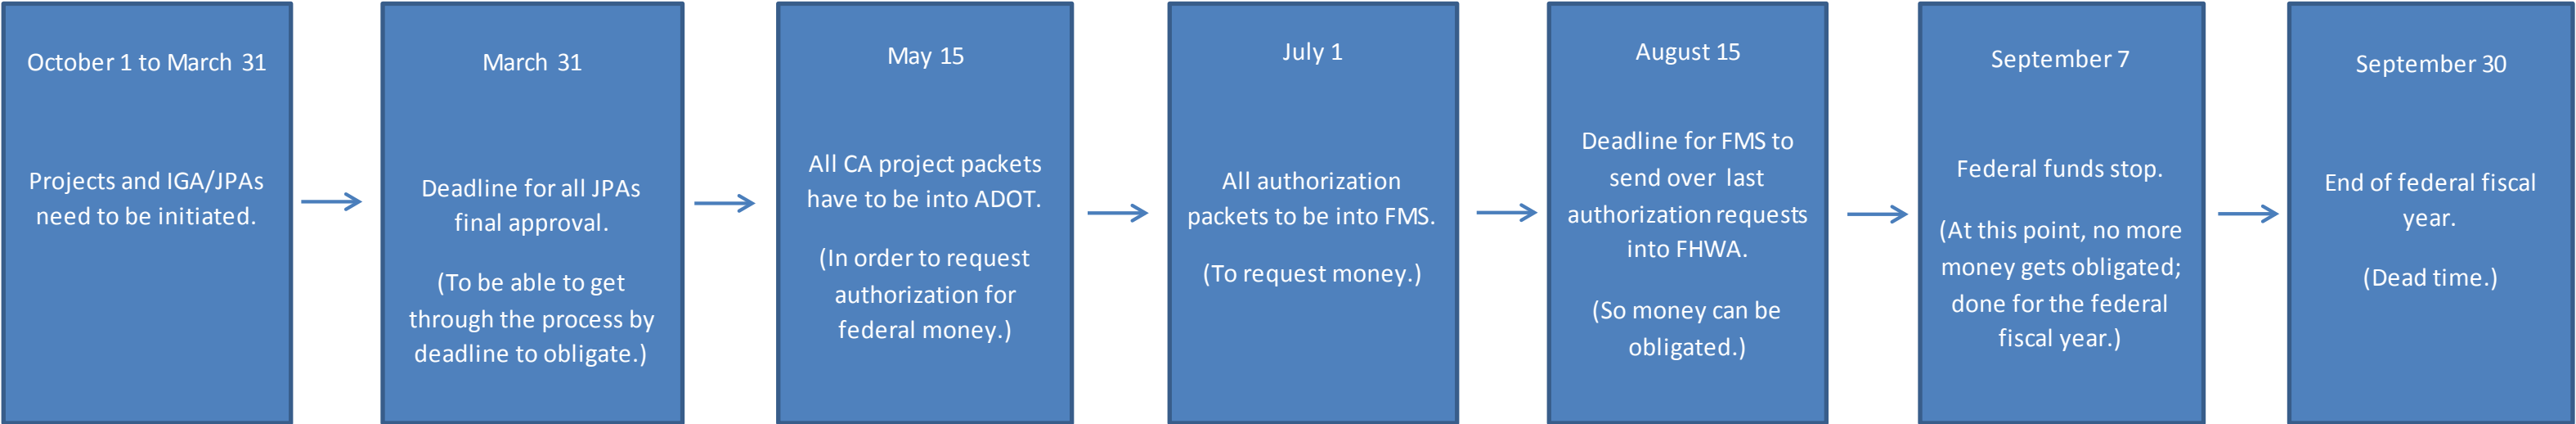 October 1 to March 31
Projects and IGA/JPAs
need to be initiated.
March 31
Deadline for all JPAs
final approval.
(To be able to get
through the process by
deadline to obligate.)
May 15
All CA project packets
have to be into ADOT.
(In order to request
authorization for
federal money.)
July 1
All authorization
packets to be into FMS.
(To request money.)
August 15
Deadline for FMS to
send over last
authorization requests
into FHWA.
(So money can be
obligated.)
September 7
Federal funds stop.
(At this point, no more
money gets obligated;
done for the federal
fiscal year.)
September 30
End of federal fiscal
year.
(Dead time.)